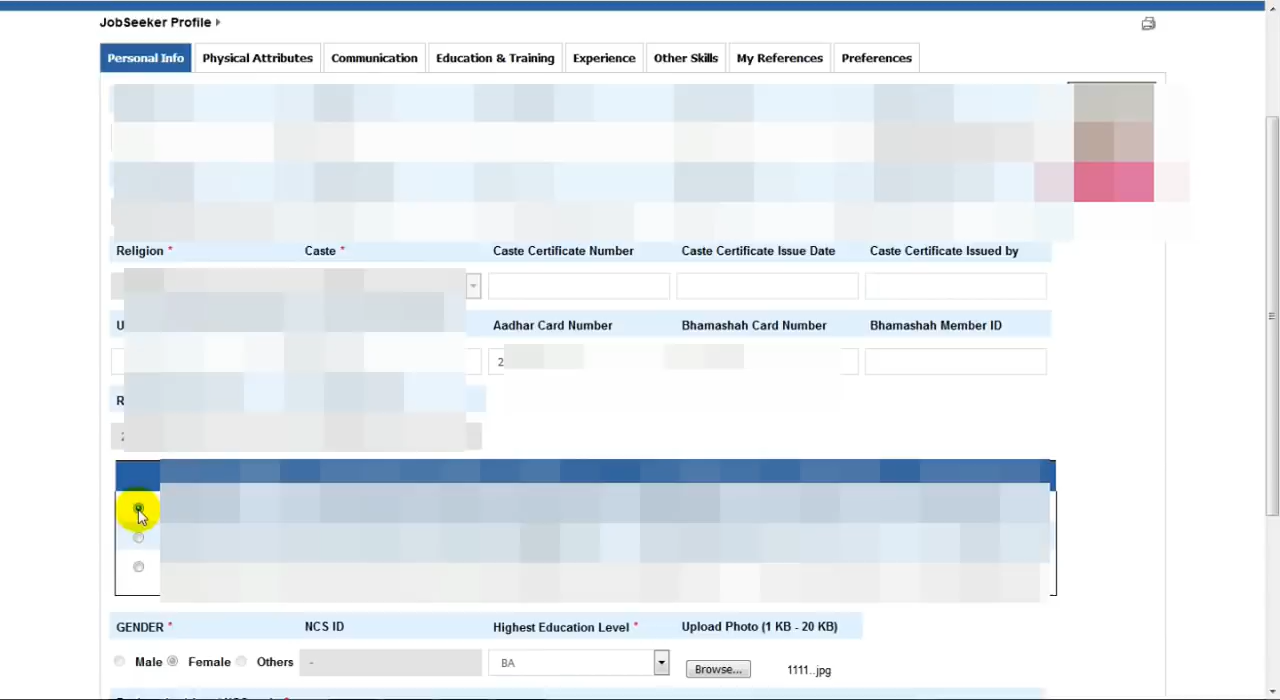 JobSeeker Profile
Personal Info Physical Attributes Communication Education & Training Experience Other Skills My References Preferences
Religion * Caste * Caste Certificate Number Caste Certificate Issue Date Caste Certificate Issued by
U Aadhar Card Number Bhamashah Card Number Bhamashah Member ID
2
R
GENDER * NCS ID Highest Education Level * Upload Photo (1 KB - 20 KB)
Male Female Others - BA Browse... 1111..jpg